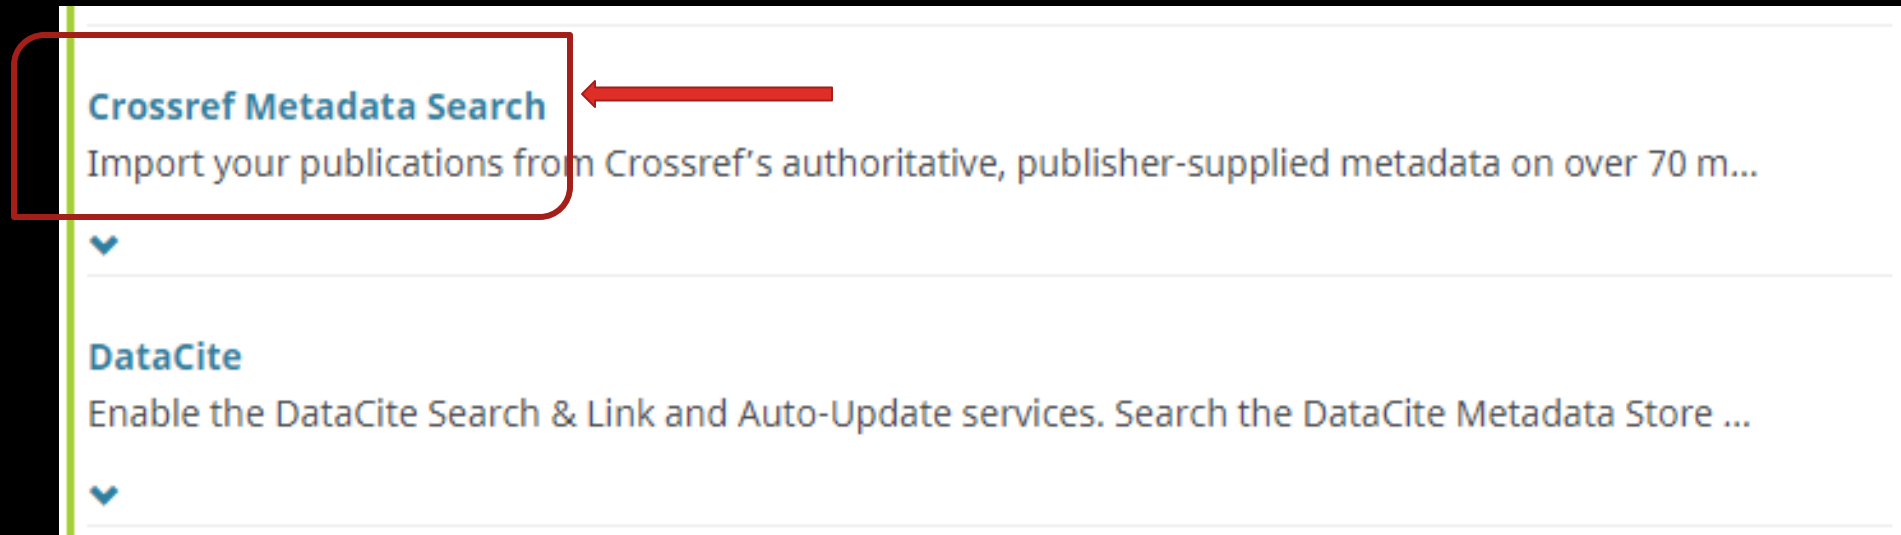 Crossref Metadata Search
Import your publications from Crossref’s authoritative, publisher-supplied metadata on over 70 m...
DataCite
Enable the DataCite Search & Link and Auto-Update services. Search the DataCite Metadata Store ...